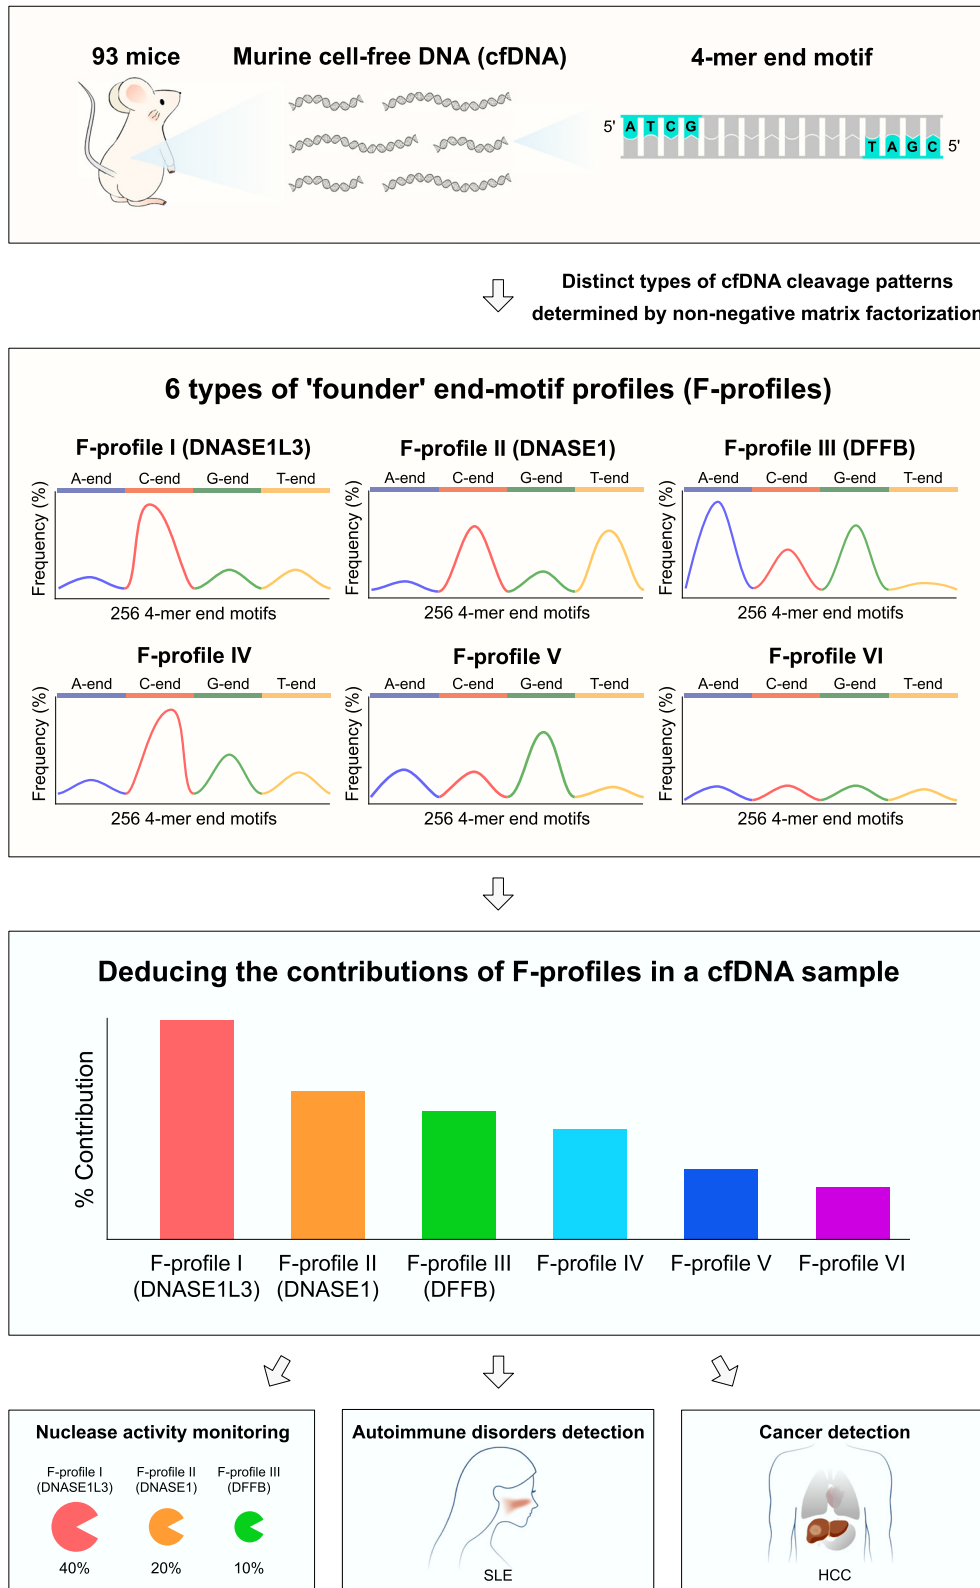 93 mice
Murine cell-free DNA (cfDNA)
4-mer end motif
5' A T C G
T A G C 5'
Distinct types of cfDNA cleavage patterns
determined by non-negative matrix factorization
6 types of 'founder' end-motif profiles (F-profiles)
F-profile I (DNASE1L3)
A-end C-end G-end T-end
Frequency (%)
256 4-mer end motifs
F-profile II (DNASE1)
A-end C-end G-end T-end
Frequency (%)
256 4-mer end motifs
F-profile III (DFFB)
A-end C-end G-end T-end
Frequency (%)
256 4-mer end motifs
F-profile IV
A-end C-end G-end T-end
Frequency (%)
256 4-mer end motifs
F-profile V
A-end C-end G-end T-end
Frequency (%)
256 4-mer end motifs
F-profile VI
A-end C-end G-end T-end
Frequency (%)
256 4-mer end motifs
Deducing the contributions of F-profiles in a cfDNA sample
% Contribution
F-profile I
(DNASE1L3)
F-profile II
(DNASE1)
F-profile III
(DFFB)
F-profile IV
F-profile V
F-profile VI
Nuclease activity monitoring
F-profile I
(DNASE1L3)
40%
F-profile II
(DNASE1)
20%
F-profile III
(DFFB)
10%
Autoimmune disorders detection
SLE
Cancer detection
HCC